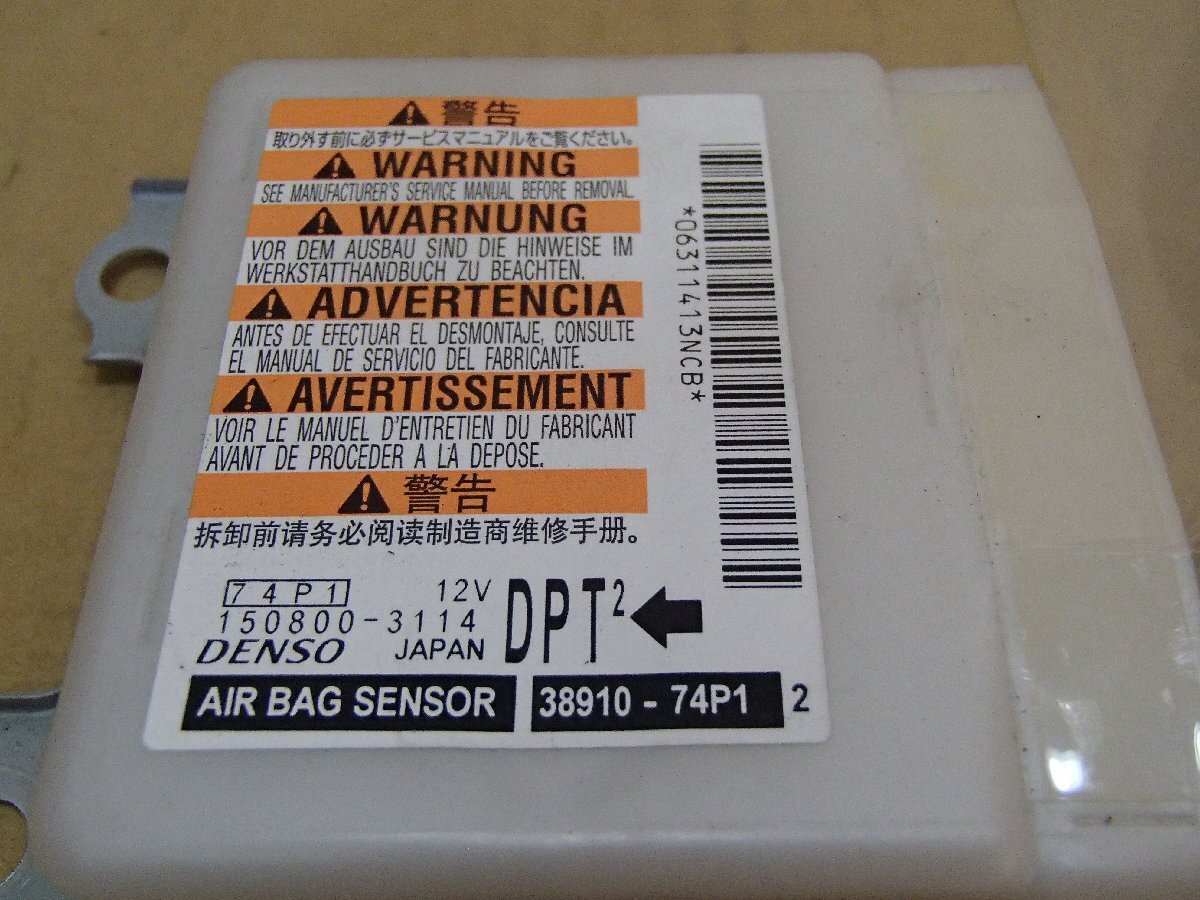 警告
取り外す前に必ずサービスマニュアルをご覧ください。
WARNING
SEE MANUFACTURER'S SERVICE MANUAL BEFORE REMOVAL.
WARNUNG
VOR DEM AUSBAU SIND DIE HINWEISE IM
WERKSTATTHANDBUCH ZU BEACHTEN.
ADVERTENCIA
ANTES DE EFECTUAR EL DESMONTAJE, CONSULTE
EL MANUAL DE SERVICIO DEL FABRICANTE.
AVERTISSEMENT
VOIR LE MANUEL D'ENTRETIEN DU FABRICANT
AVANT DE PROCEDER A LA DEPOSE.
警告
拆卸前请务必阅读制造商维修手册。
74P1 12V
150800-3114
DENSO JAPAN
DPT2
AIR BAG SENSOR 38910-74P1 2
*06311413NCB*